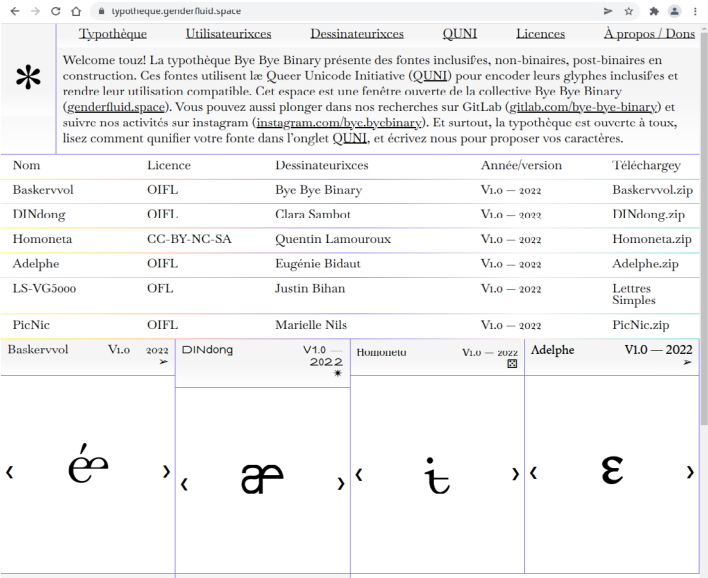 typotheque.genderfluid.space
Typothèque Utilisateurixces Dessinateurixces QUNI Licences À propos / Dons
*
Welcome touz! La typothèque Bye Bye Binary présente des fontes inclusifves, non-binaires, post-binaires en
construction. Ces fontes utilisent læ Queer Unicode Initiative (QUNI) pour encoder leurs glyphes inclusifves et
rendre leur utilisation compatible. Cet espace est une fenêtre ouverte de la collective Bye Bye Binary
(genderfluid.space). Vous pouvez aussi plonger dans nos recherches sur GitLab (gitlab.com/bye-bye-binary) et
suivre nos activités sur instagram (instagram.com/bye.byebinary). Et surtout, la typothèque est ouverte à toux,
lisez comment qunifier votre fonte dans l'onglet QUNI, et écrivez nous pour proposer vos caractères.
Nom Licence Dessinateurixces Année/version Téléchargey
Baskervvol OIFL Bye Bye Binary V1.0 — 2022 Baskervvol.zip
DINdong OIFL Clara Sambot V1.0 — 2022 DINdong.zip
Homoneta CC-BY-NC-SA Quentin Lamouroux V1.0 — 2022 Homoneta.zip
Adelphe OIFL Eugénie Bidaut V1.0 — 2022 Adelphe.zip
LS-VG5000 OFL Justin Bihan V1.0 — 2022 Lettres
Simples
PicNic OIFL Marielle Nils V1.0 — 2022 PicNic.zip
Baskervvol V1.0 2022
DINdong V1.0 —
2022
Homoneta V1.0 — 2022
Adelphe V1.0 — 2022
æ
ɛ